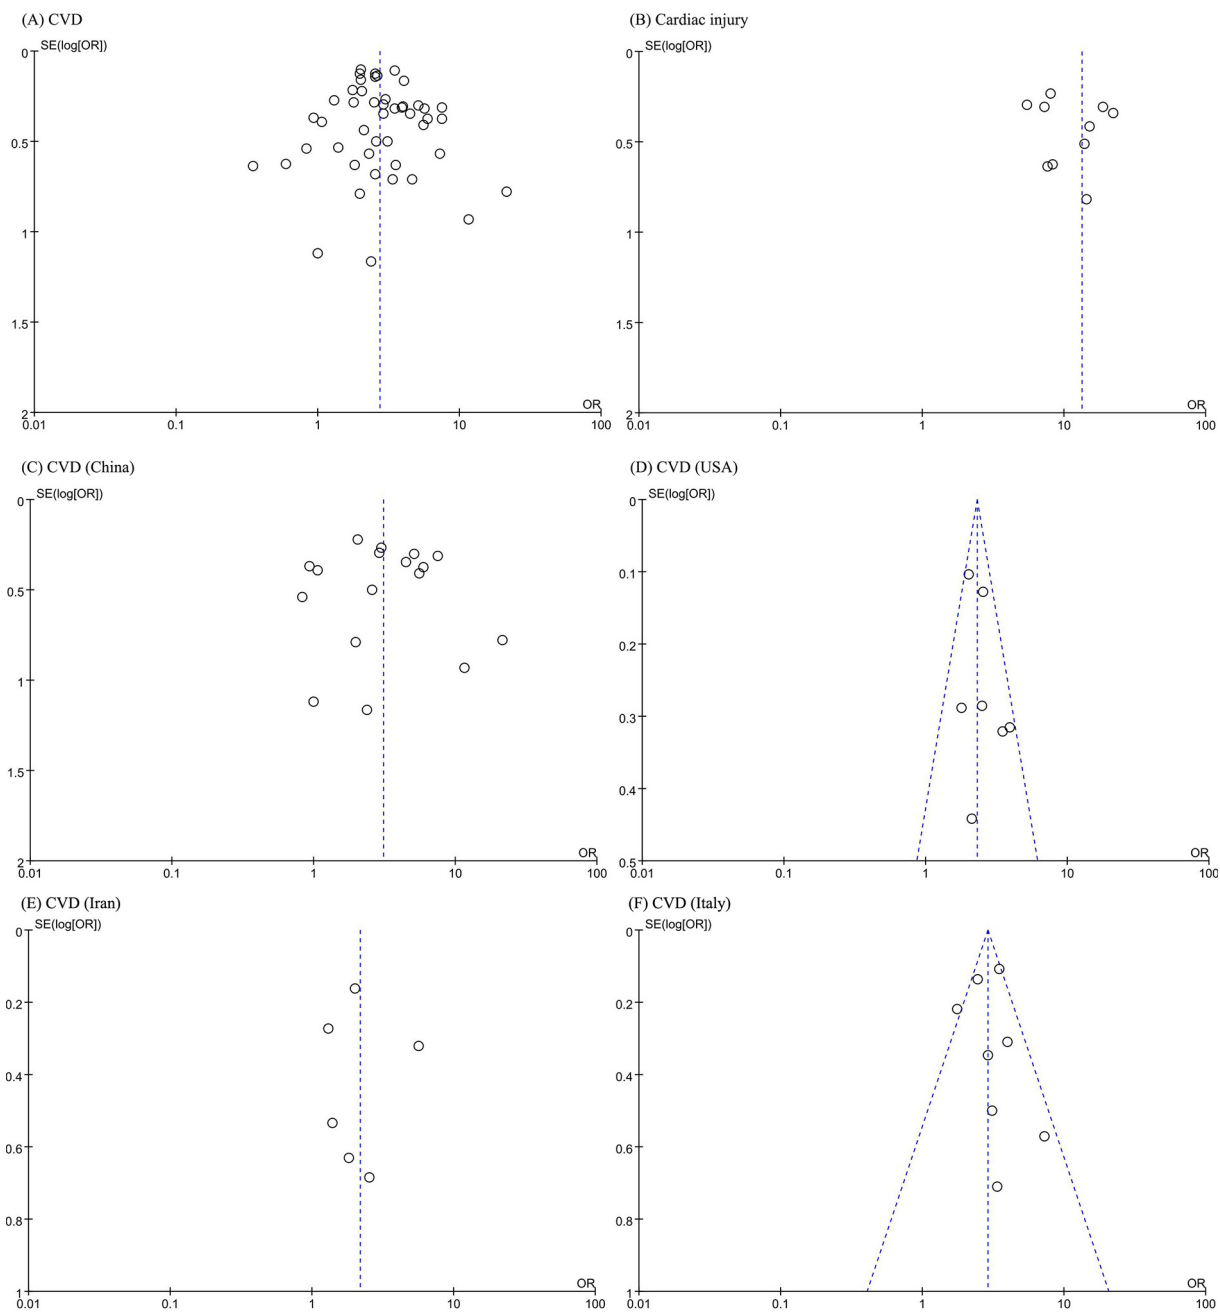 (A) CVD
SE(log[OR])
0
0.5
1
1.5
2
0.01 0.1 1 10 100
OR
(B) Cardiac injury
SE(log[OR])
0
0.5
1
1.5
2
0.01 0.1 1 10 100
OR
(C) CVD (China)
SE(log[OR])
0
0.5
1
1.5
2
0.01 0.1 1 10 100
OR
(D) CVD (USA)
SE(log[OR])
0
0.1
0.2
0.3
0.4
0.5
0.01 0.1 1 10 100
OR
(E) CVD (Iran)
SE(log[OR])
0
0.2
0.4
0.6
0.8
1
0.01 0.1 1 10 100
OR
(F) CVD (Italy)
SE(log[OR])
0
0.2
0.4
0.6
0.8
1
0.01 0.1 1 10 100
OR